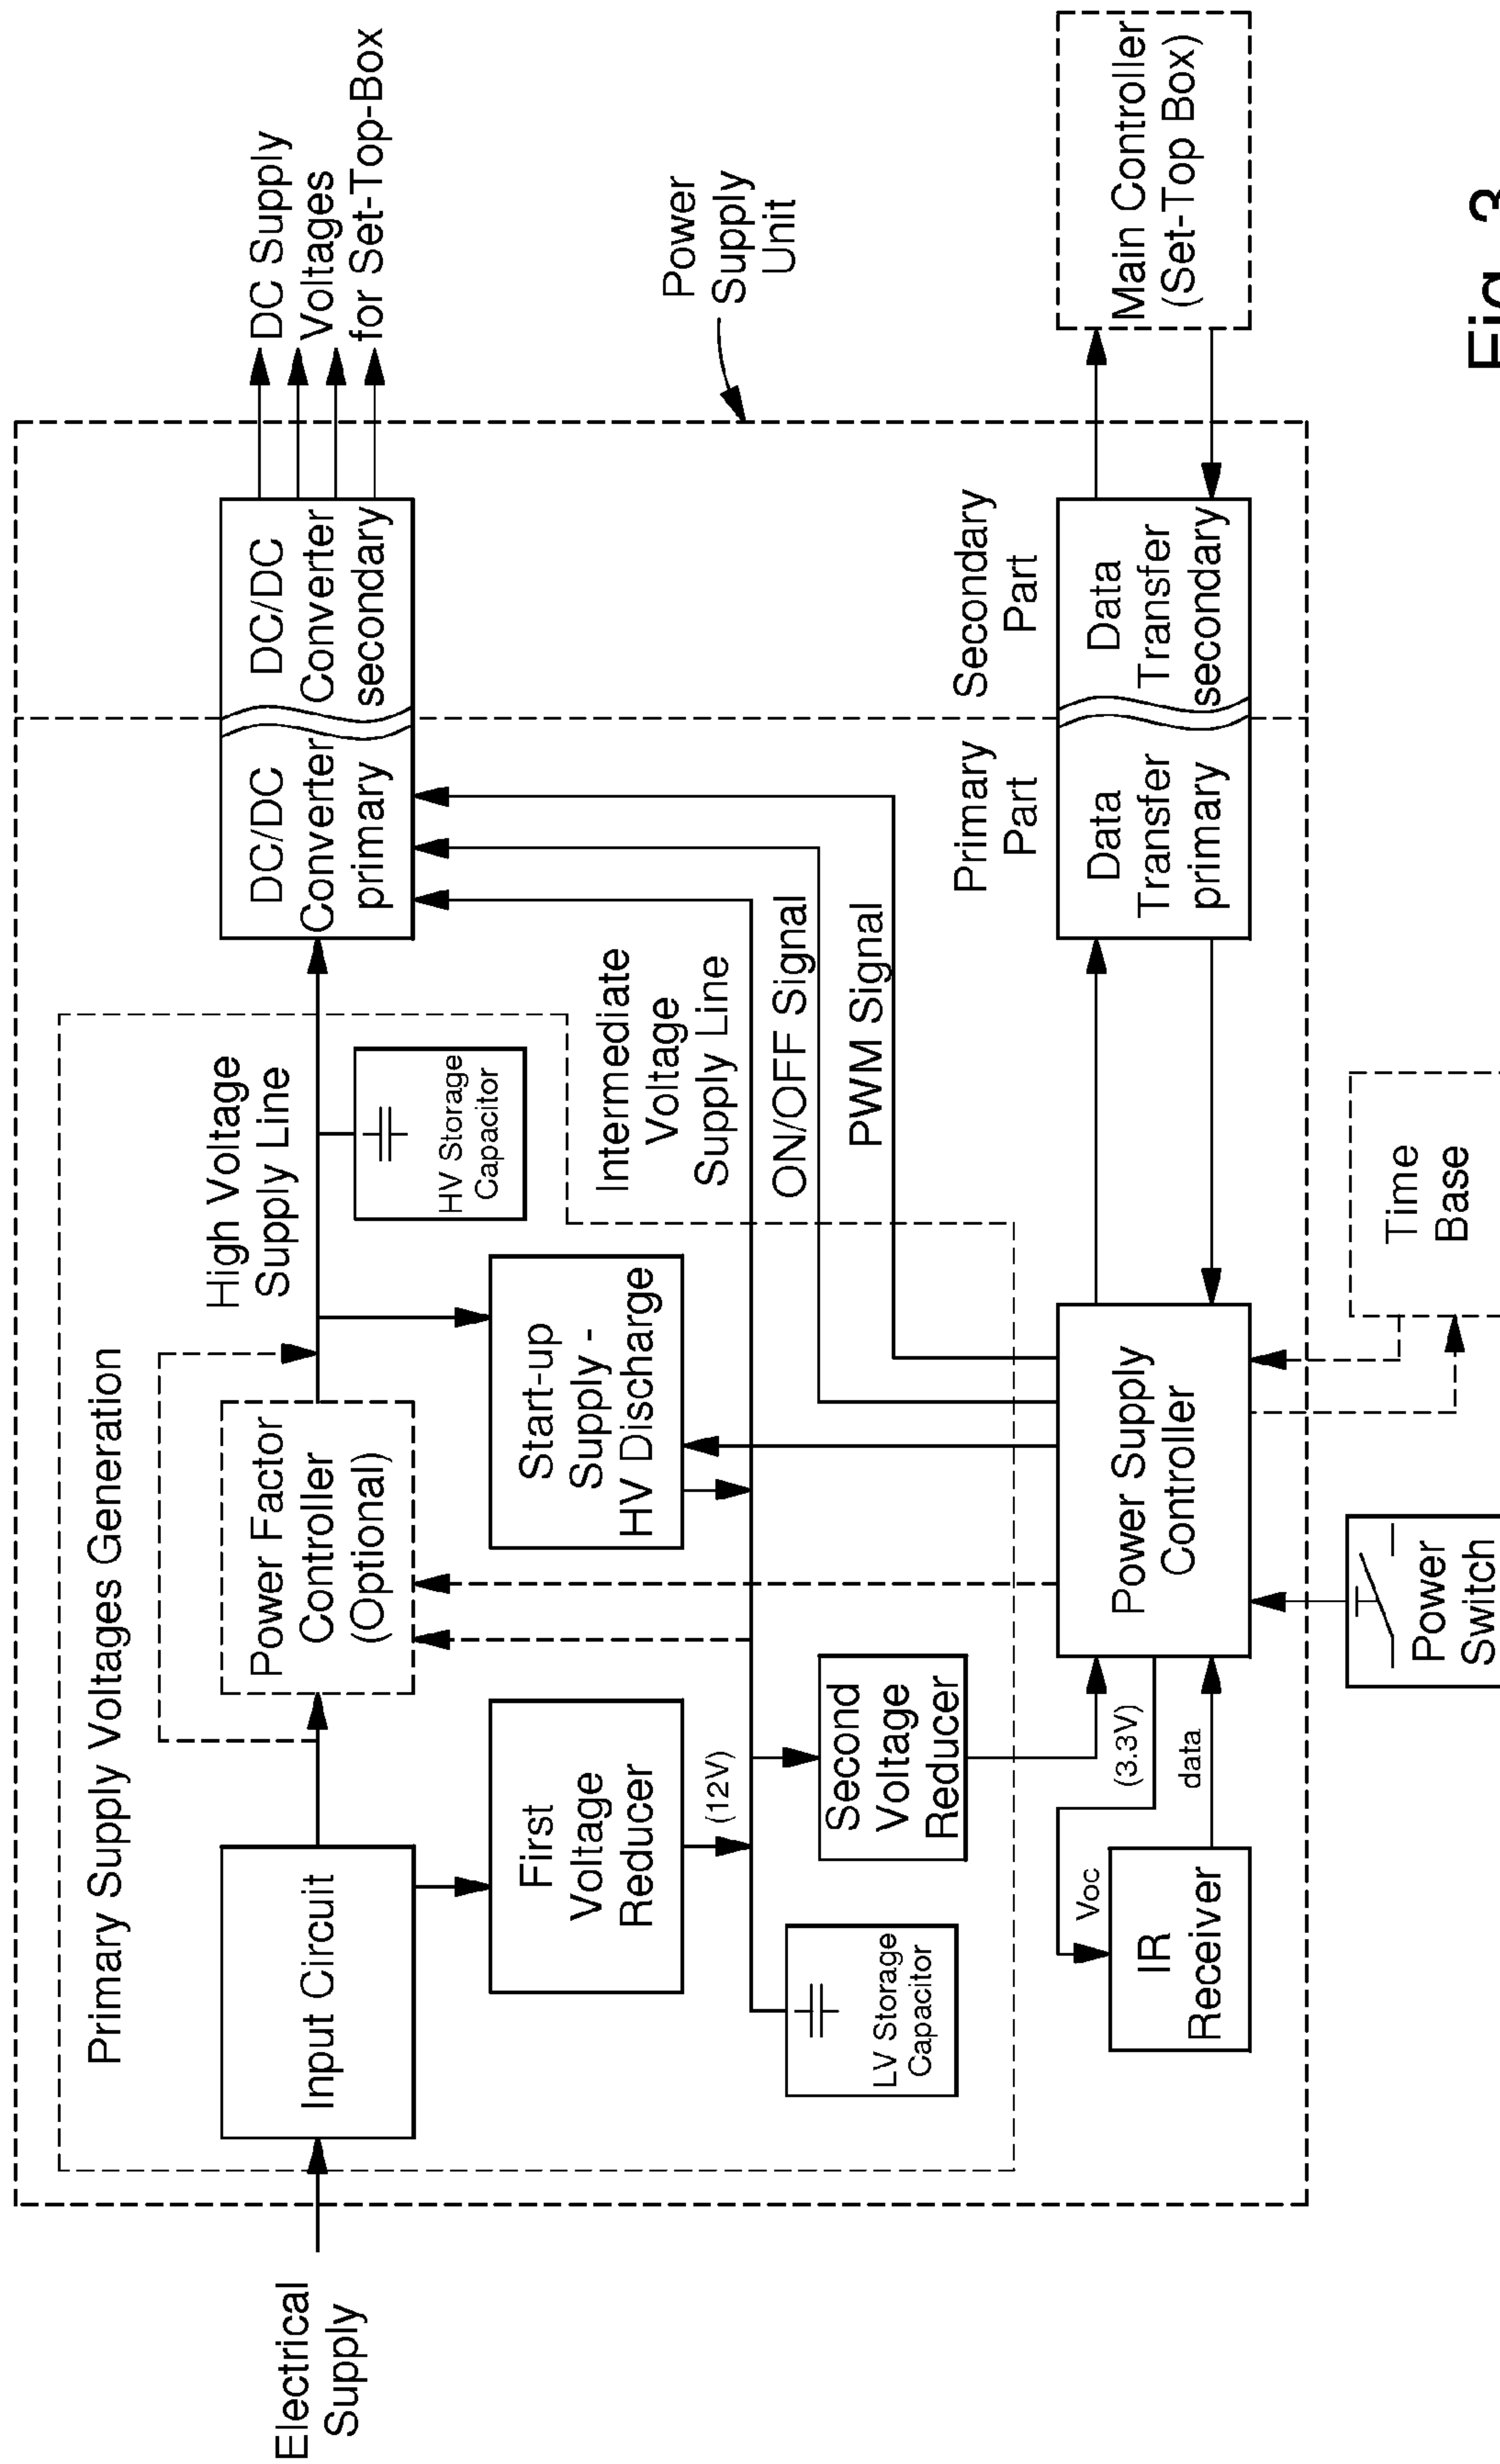 Primary Supply Voltages Generation
Electrical
Supply
Input Circuit
Power Factor
Controller
(Optional)
High Voltage
Supply Line
HV Storage
Capacitor
DC/DC
Converter
primary
DC/DC
Converter
secondary
DC Supply
Voltages
for Set-Top-Box
First
Voltage
Reducer
Start-up
Supply -
HV Discharge
Intermediate
Voltage
Supply Line
Power
Supply
Unit
(12V)
ON/OFF Signal
PWM Signal
LV Storage
Capacitor
Second
Voltage
Reducer
Primary
Part
Secondary
Part
Voc
(3.3V)
data
IR
Receiver
Power Supply
Controller
Data
Transfer
primary
Data
Transfer
secondary
Main Controller
(Set-Top Box)
Power
Switch
Time
Base
Fig. 3